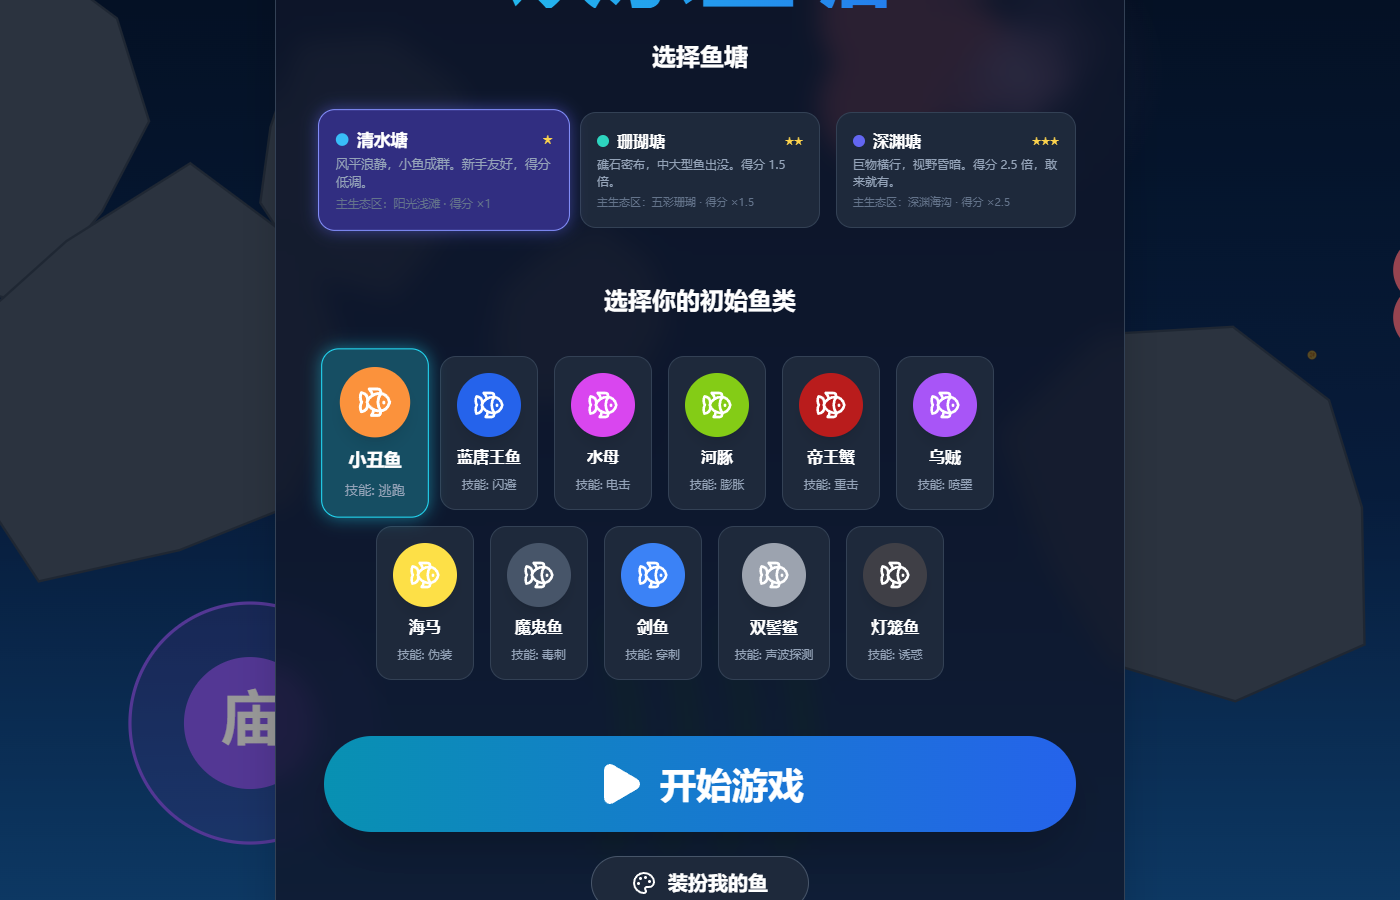 选择鱼塘
清水塘 ★
风平浪静，小鱼成群。新手友好，得分
低调。
主生态区：阳光浅滩 · 得分 ×1
珊瑚塘 ★★
礁石密布，中大型鱼出没。得分 1.5
倍。
主生态区：五彩珊瑚 · 得分 ×1.5
深渊塘 ★★★
巨物横行，视野昏暗。得分 2.5 倍，敢
来就有。
主生态区：深渊海沟 · 得分 ×2.5
选择你的初始鱼类
小丑鱼
技能: 逃跑
蓝唐王鱼
技能: 闪避
水母
技能: 电击
河豚
技能: 膨胀
帝王蟹
技能: 重击
乌贼
技能: 喷墨
海马
技能: 伪装
魔鬼鱼
技能: 毒刺
剑鱼
技能: 穿刺
双髻鲨
技能: 声波探测
灯笼鱼
技能: 诱惑
庙
开始游戏
装扮我的鱼